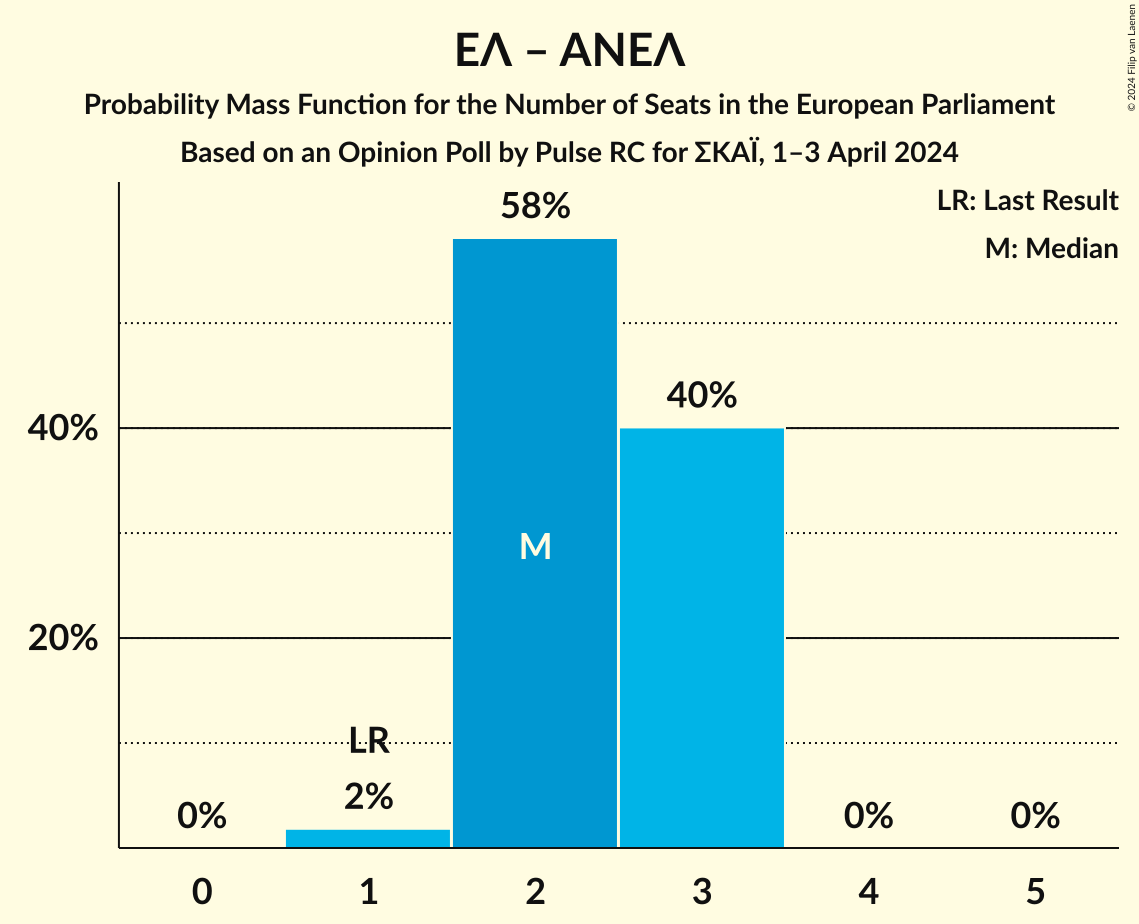 ΕΛ – ΑΝΕΛ
Probability Mass Function for the Number of Seats in the European Parliament
Based on an Opinion Poll by Pulse RC for ΣΚΑΪ, 1–3 April 2024
© 2024 Filip van Laenen
LR: Last Result
M: Median
58%
40%
40%
M
20%
LR
2%
0%
0%
0%
0 1 2 3 4 5